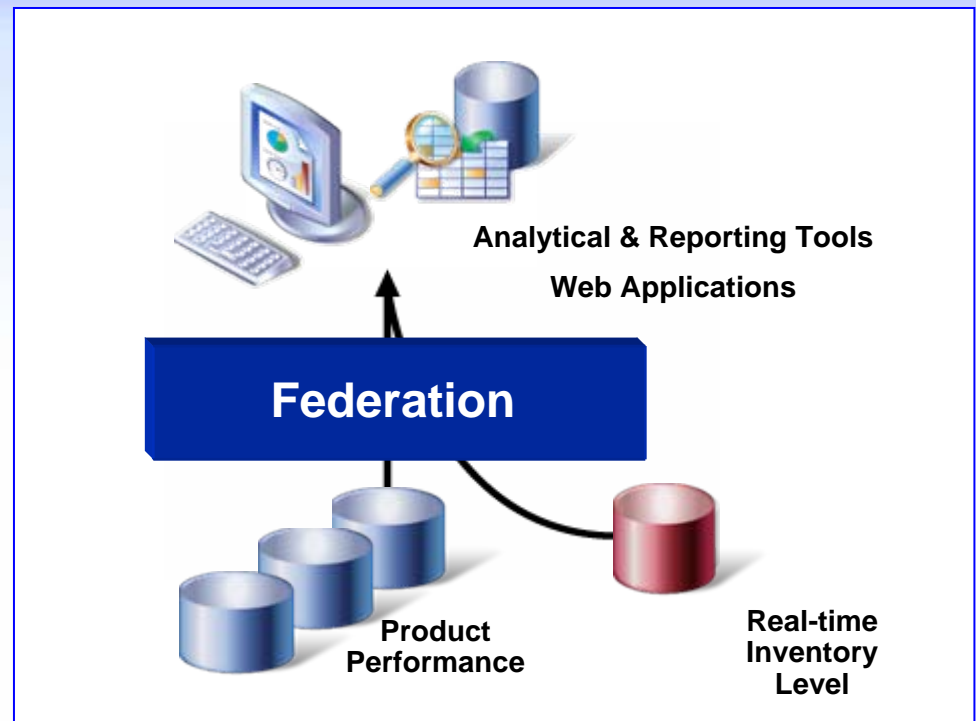 Analytical & Reporting Tools
Web Applications
Federation
Product
Performance
Real-time
Inventory
Level